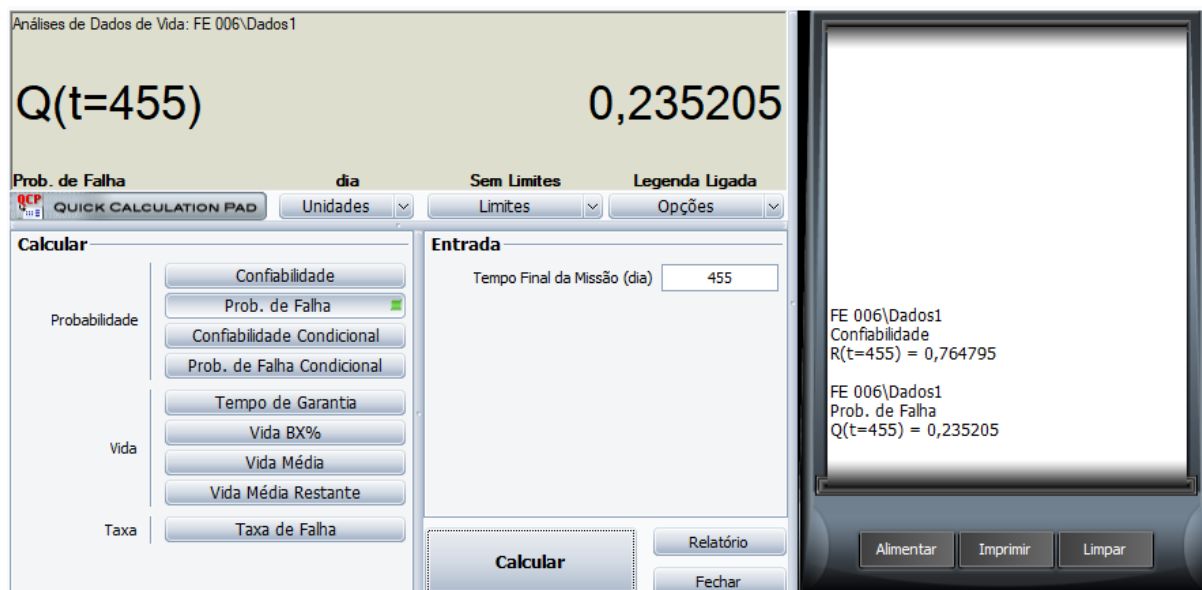 Análises de Dados de Vida: FE 006\Dados1
Q(t=455) 0,235205
Prob. de Falha dia Sem Limites Legenda Ligada
QCP QUICK CALCULATION PAD Unidades Limites Opções
Calcular
Probabilidade
Confiabilidade
Prob. de Falha
Confiabilidade Condicional
Prob. de Falha Condicional
Vida
Tempo de Garantia
Vida BX%
Vida Média
Vida Média Restante
Taxa
Taxa de Falha
Entrada
Tempo Final da Missão (dia) 455
Calcular
Relatório
Fechar
FE 006\Dados1
Confiabilidade
R(t=455) = 0,764795
FE 006\Dados1
Prob. de Falha
Q(t=455) = 0,235205
Alimentar Imprimir Limpar